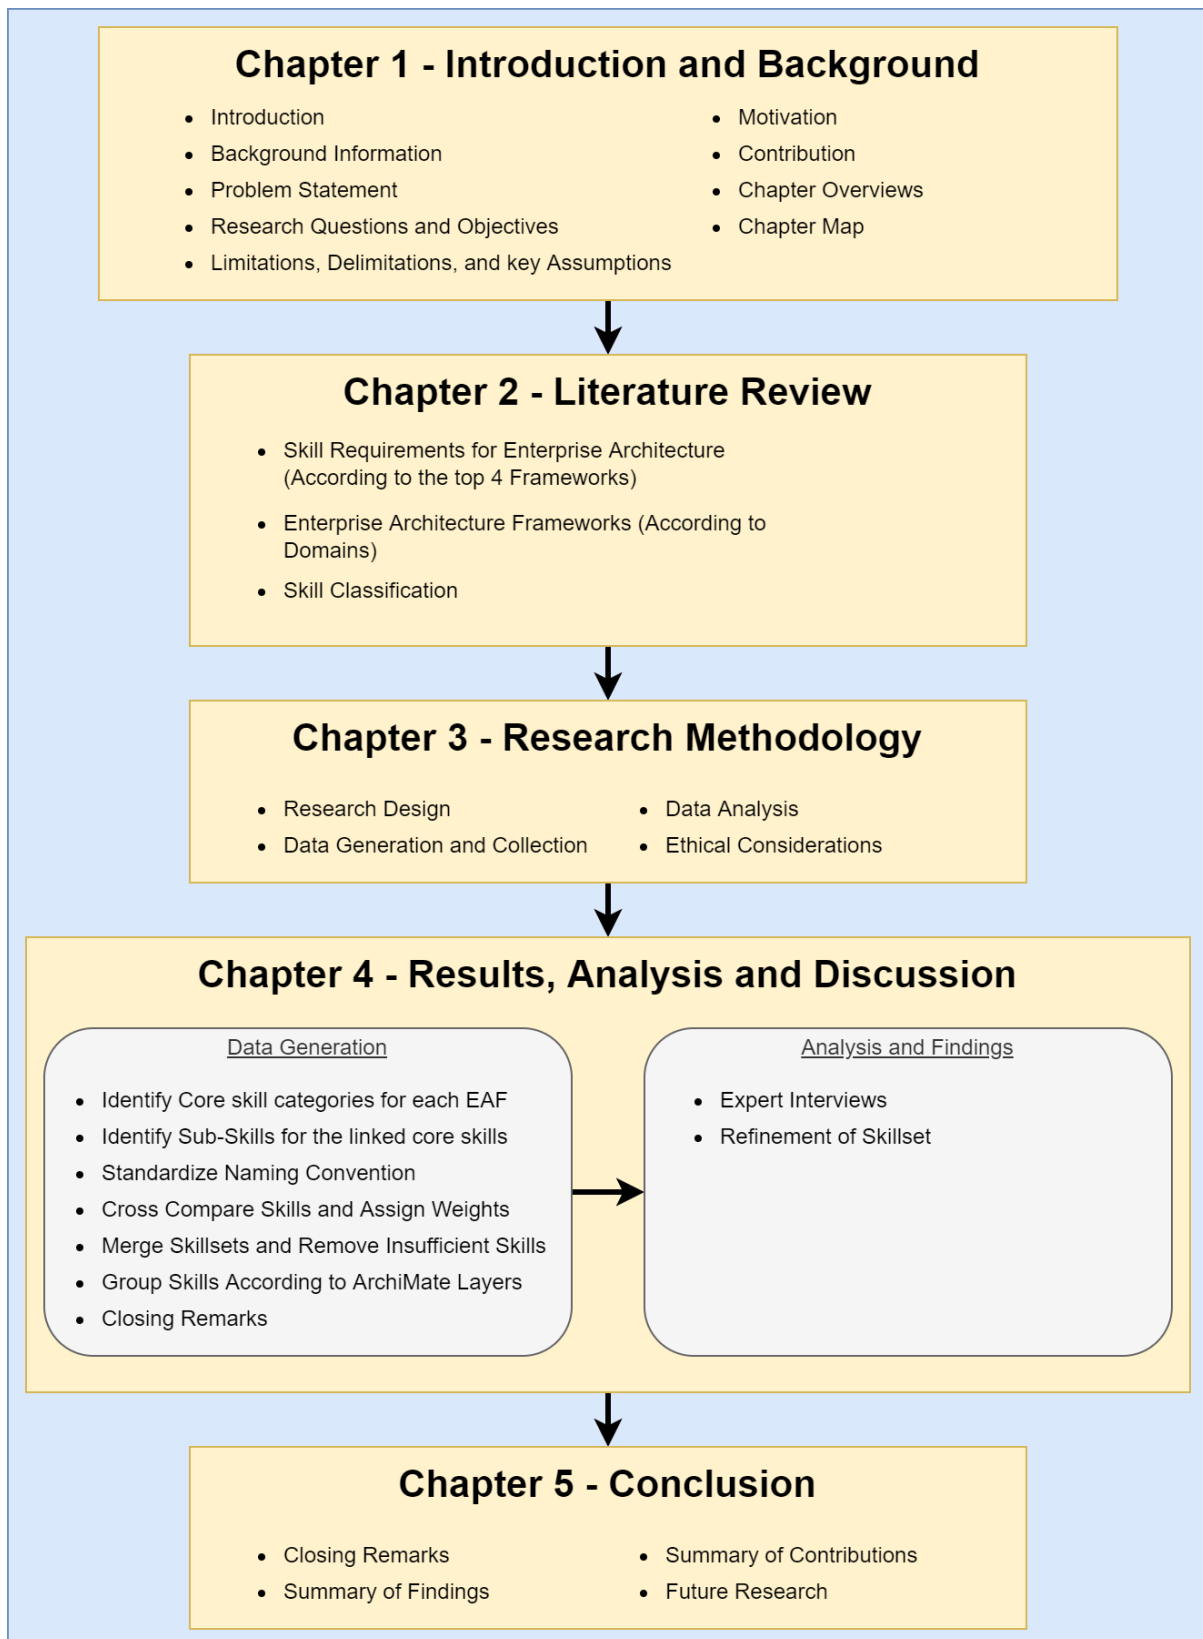 Chapter 1 - Introduction and Background
Introduction
Background Information
Problem Statement
Research Questions and Objectives
Limitations, Delimitations, and key Assumptions
Motivation
Contribution
Chapter Overviews
Chapter Map
Chapter 2 - Literature Review
Skill Requirements for Enterprise Architecture
(According to the top 4 Frameworks)
Enterprise Architecture Frameworks (According to
Domains)
Skill Classification
Chapter 3 - Research Methodology
Research Design
Data Generation and Collection
Data Analysis
Ethical Considerations
Chapter 4 - Results, Analysis and Discussion
Data Generation
Identify Core skill categories for each EAF
Identify Sub-Skills for the linked core skills
Standardize Naming Convention
Cross Compare Skills and Assign Weights
Merge Skillsets and Remove Insufficient Skills
Group Skills According to ArchiMate Layers
Closing Remarks
Analysis and Findings
Expert Interviews
Refinement of Skillset
Chapter 5 - Conclusion
Closing Remarks
Summary of Findings
Summary of Contributions
Future Research